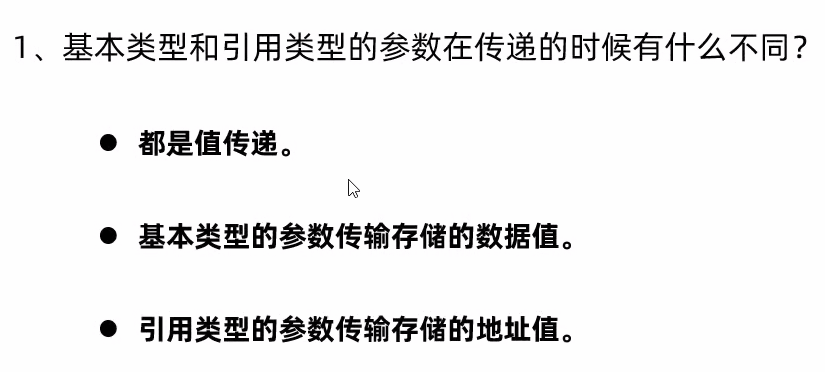 1、基本类型和引用类型的参数在传递的时候有什么不同？
● 都是值传递。
● 基本类型的参数传输存储的数据值。
● 引用类型的参数传输存储的地址值。